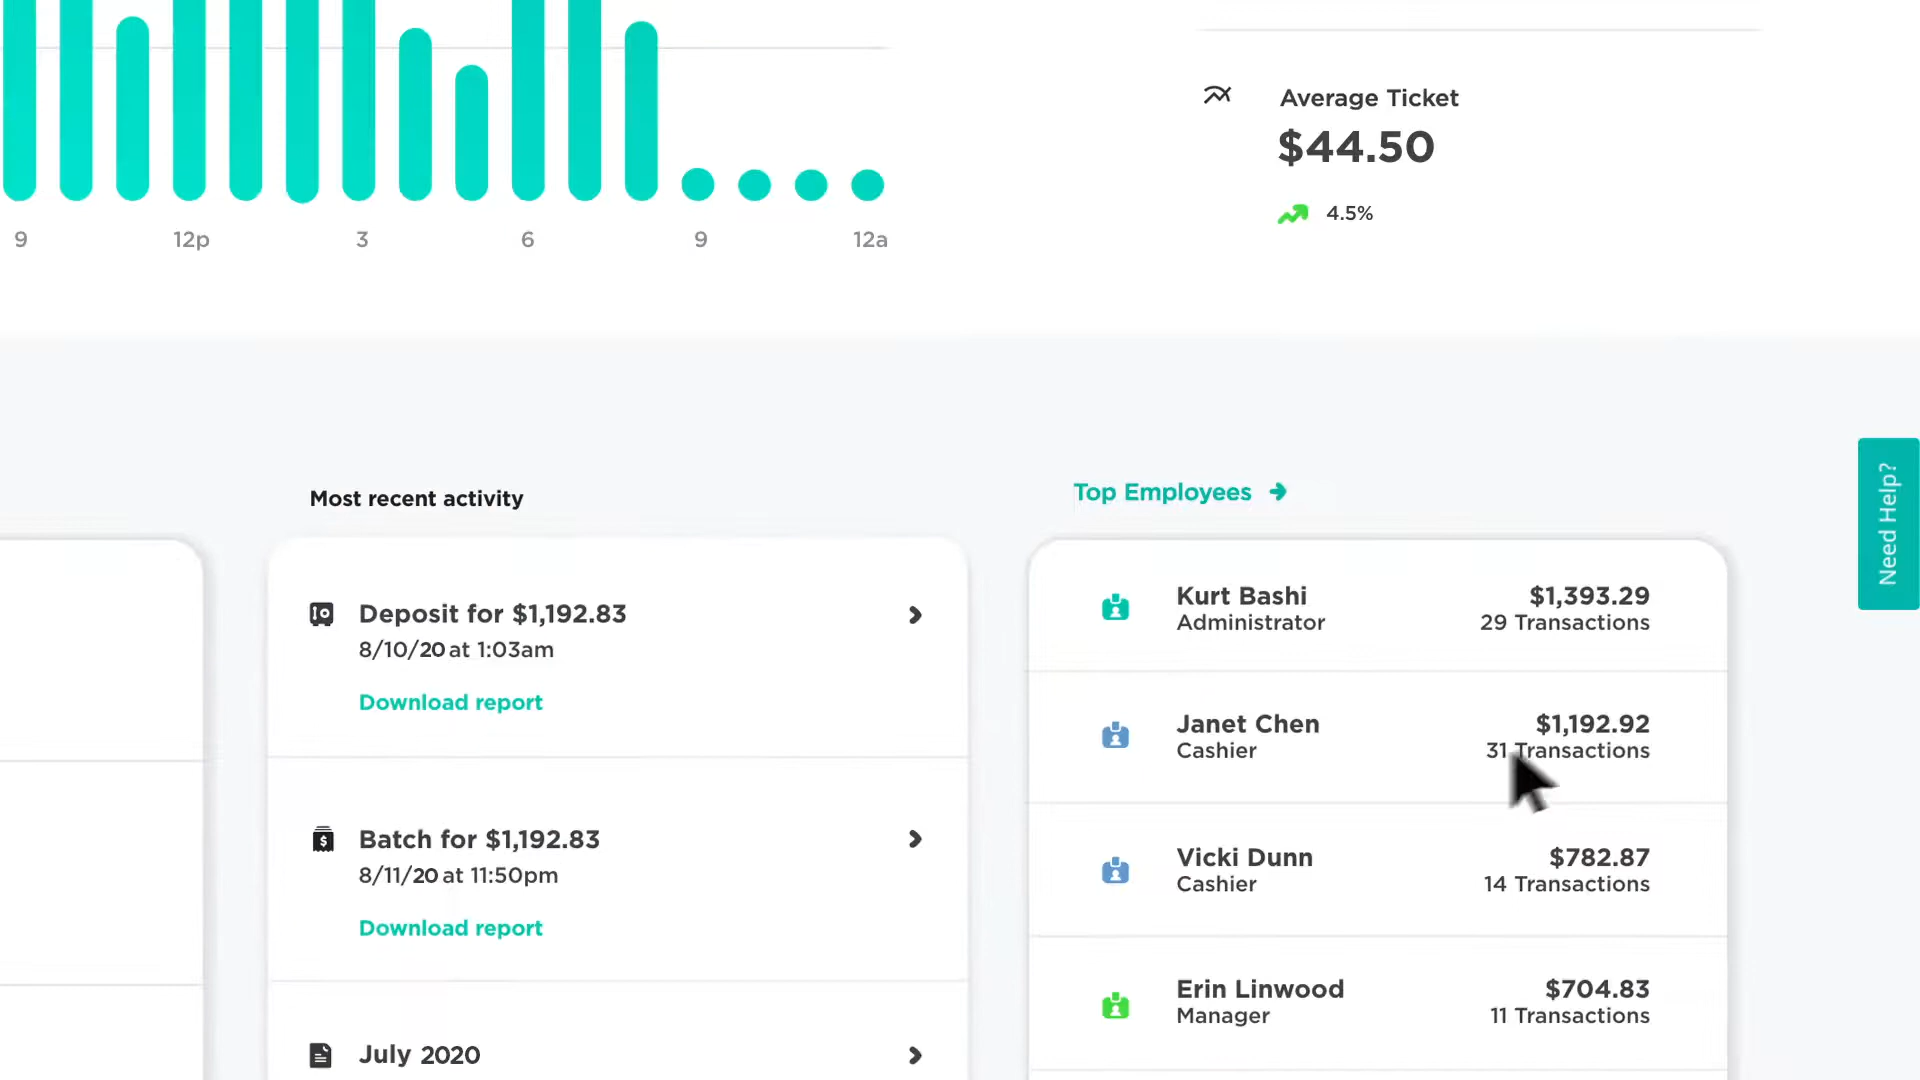 9 12p 3 6 9 12a
Average Ticket
$44.50
4.5%
Need Help?
Most recent activity
Deposit for $1,192.83
8/10/20 at 1:03am
Download report
Batch for $1,192.83
8/11/20 at 11:50pm
Download report
July 2020
Top Employees
Kurt Bashi $1,393.29
Administrator 29 Transactions
Janet Chen $1,192.92
Cashier 31 Transactions
Vicki Dunn $782.87
Cashier 14 Transactions
Erin Linwood $704.83
Manager 11 Transactions